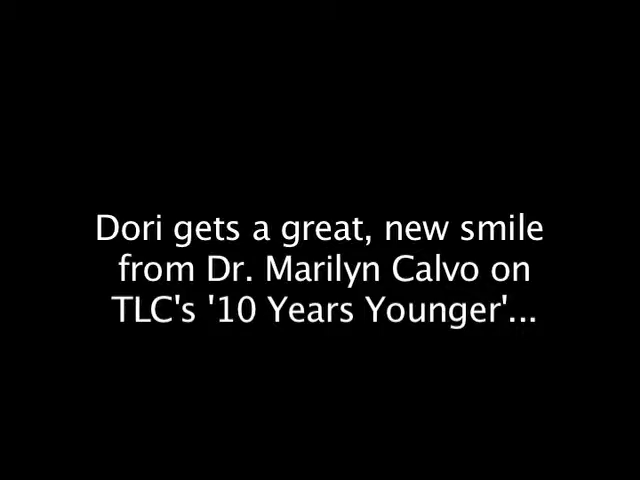 Dori gets a great, new smile
from Dr. Marilyn Calvo on
TLC's '10 Years Younger'...